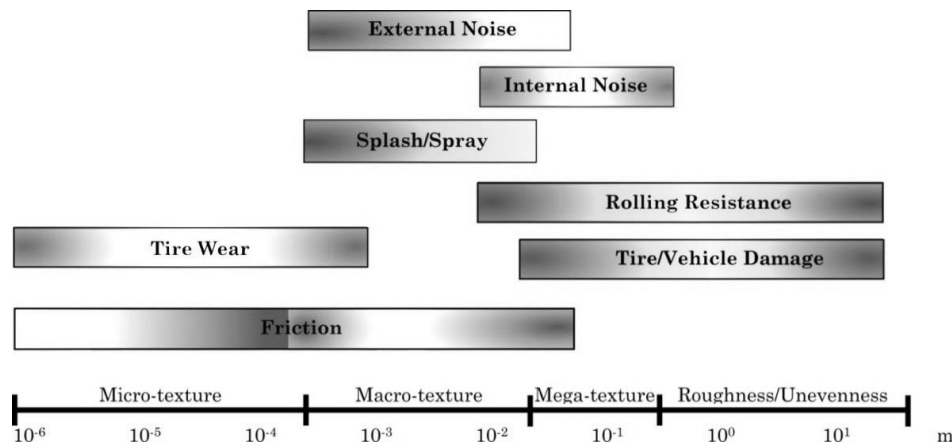 External Noise
Internal Noise
Splash/Spray
Rolling Resistance
Tire Wear
Tire/Vehicle Damage
Friction
Micro-texture Macro-texture Mega-texture Roughness/Unevenness
10⁻⁶ 10⁻⁵ 10⁻⁴ 10⁻³ 10⁻² 10⁻¹ 10⁰ 10¹ m